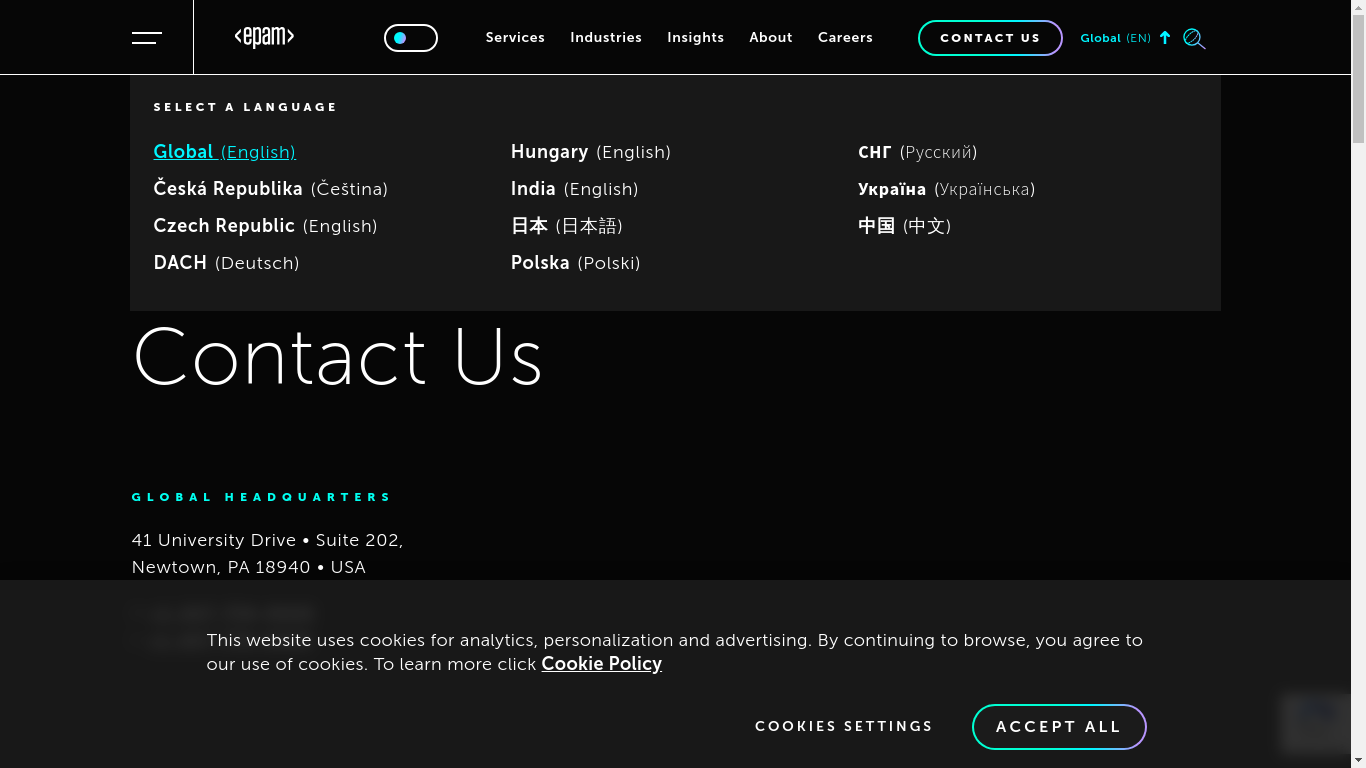 <epam>
Services Industries Insights About Careers CONTACT US Global (EN)
SELECT A LANGUAGE
Global (English)
Česká Republika (Čeština)
Czech Republic (English)
DACH (Deutsch)
Hungary (English)
India (English)
日本 (日本語)
Polska (Polski)
СНГ (Русский)
Україна (Українська)
中国 (中文)
Contact Us
GLOBAL HEADQUARTERS
41 University Drive • Suite 202,
Newtown, PA 18940 • USA
This website uses cookies for analytics, personalization and advertising. By continuing to browse, you agree to
our use of cookies. To learn more click Cookie Policy
COOKIES SETTINGS ACCEPT ALL